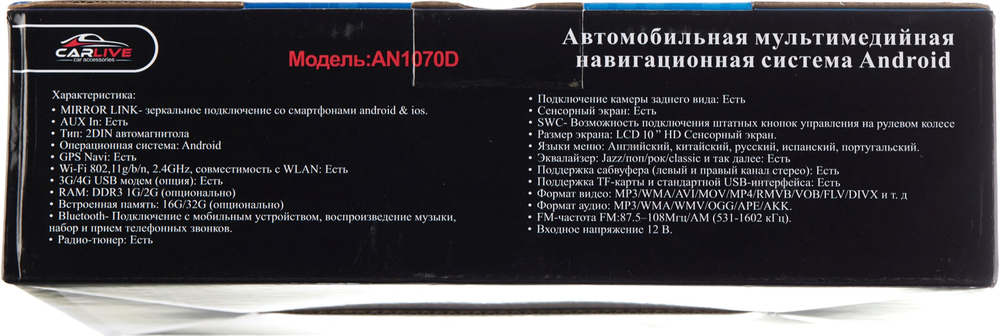 CARLIVE
car accessories
Модель:AN1070D
Автомобильная мультимедийная
навигационная система Android
Характеристика:
• MIRROR LINK- зеркальное подключение со смартфонами android & ios.
• AUX In: Есть
• Тип: 2DIN автомагнитола
• Операционная система: Android
• GPS Navi: Есть
• Wi-Fi 802,11g/b/n, 2.4GHz, совместимость с WLAN: Есть
• 3G/4G USB модем (опция): Есть
• RAM: DDR3 1G/2G (опционально)
• Встроенная память: 16G/32G (опционально)
• Bluetooth- Подключение с мобильным устройством, воспроизведение музыки,
набор и прием телефонных звонков.
• Радио-тюнер: Есть
• Подключение камеры заднего вида: Есть
• Сенсорный экран: Есть
• SWC- Возможность подключения штатных кнопок управления на рулевом колесе
• Размер экрана: LCD 10" HD Сенсорный экран.
• Языки меню: Английский, китайский, русский, испанский, португальский.
• Эквалайзер: Jazz/поп/рок/classic и так далее: Есть
• Поддержка сабвуфера (левый и правый канал стерео): Есть
• Поддержка TF-карты и стандартной USB-интерфейса: Есть
• Формат видео: MP3/WMA/AVI/MOV/MP4/RMVB/VOB/FLV/DIVX и т. д
• Формат аудио: MP3/WMA/WMV/OGG/APE/AKK.
• FM-частота FM:87.5–108Мгц/AM (531-1602 кГц).
• Входное напряжение 12 В.